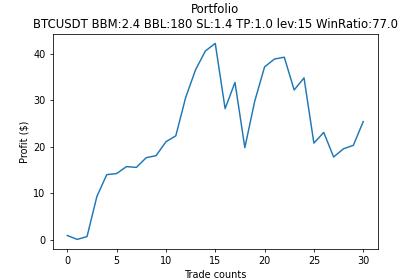 Portfolio
BTCUSDT BBM:2.4 BBL:180 SL:1.4 TP:1.0 lev:15 WinRatio:77.0
40
30
20
10
0
Profit ($)
0 5 10 15 20 25 30
Trade counts